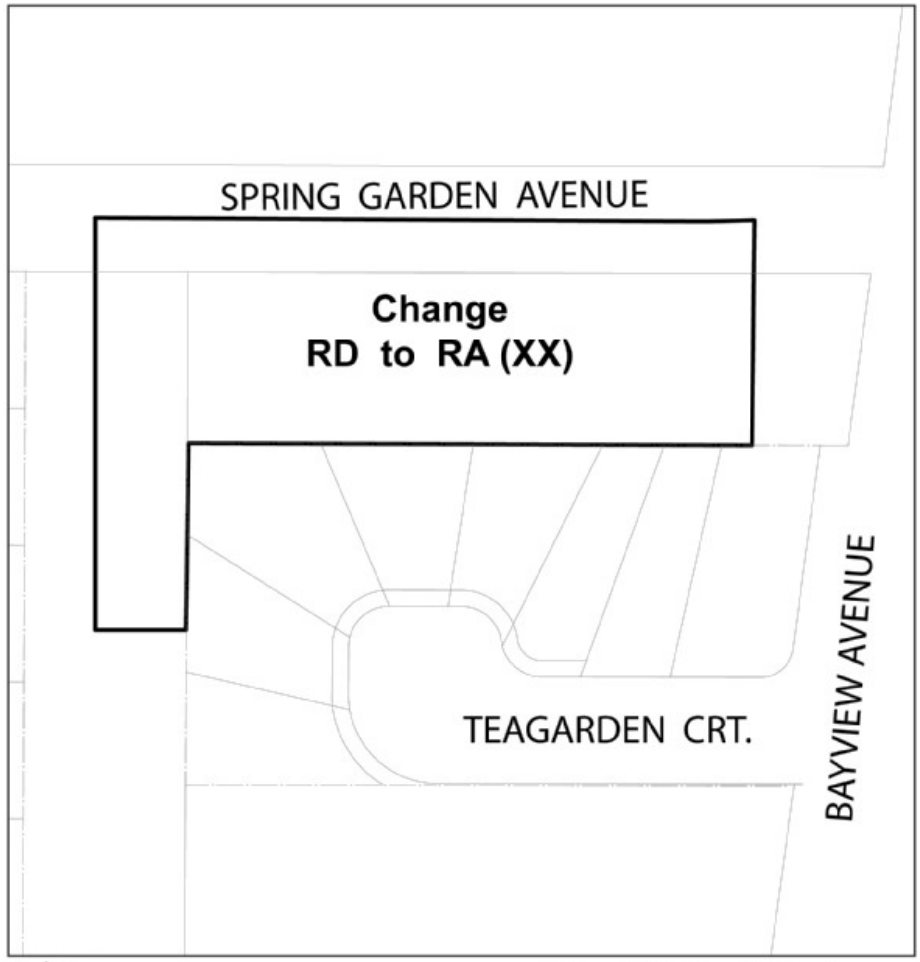 SPRING GARDEN AVENUE
Change
RD to RA (XX)
TEAGARDEN CRT.
BAYVIEW AVENUE